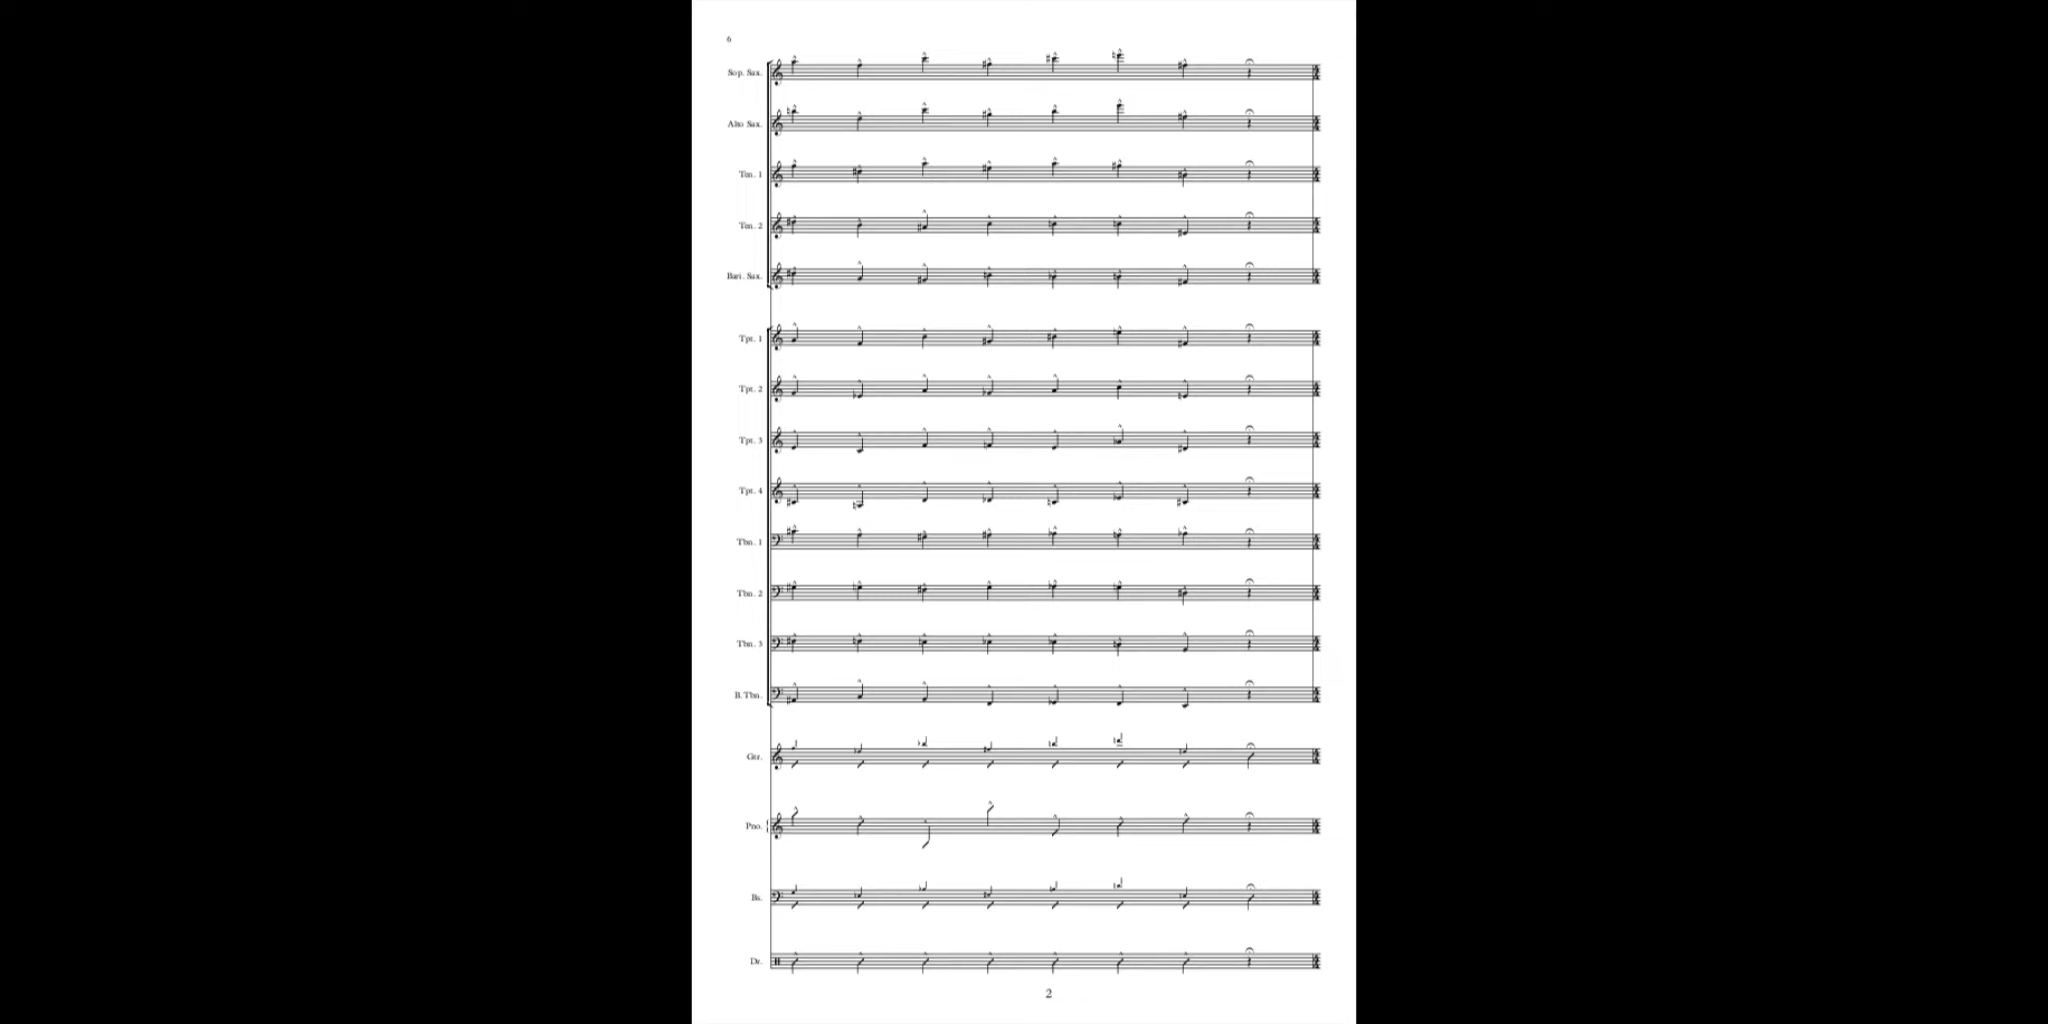 6
Sop. Sax.
Alto Sax.
Ten. 1
Ten. 2
Bari. Sax.
Tpt. 1
Tpt. 2
Tpt. 3
Tpt. 4
Tbn. 1
Tbn. 2
Tbn. 3
B. Tbn.
Gtr.
Pno.
Bs.
Dr.
2